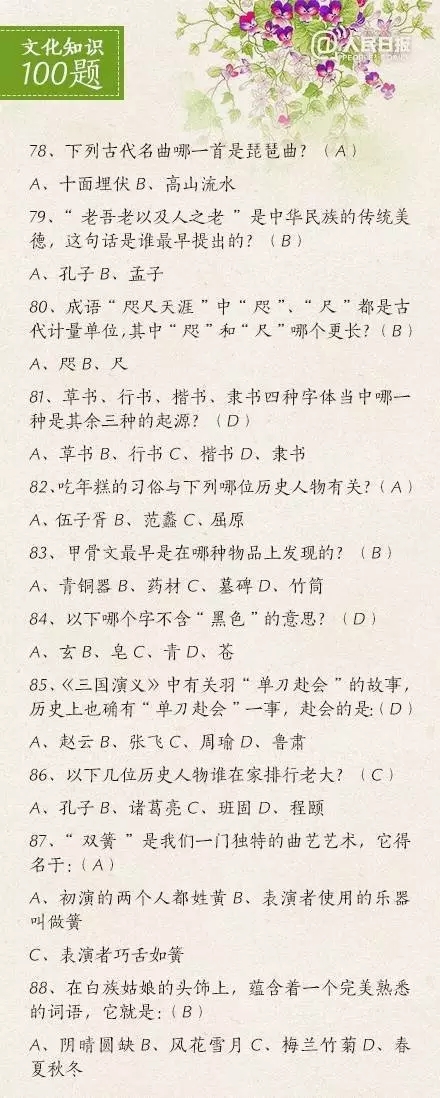 文化知识
100题
@人民日报
PEOPLE'S DAILY
78、下列古代名曲哪一首是琵琶曲？（A）
A、十面埋伏 B、高山流水
79、“ 老吾老以及人之老 ”是中华民族的传统美
德，这句话是谁最早提出的？（B）
A、孔子 B、孟子
80、成语“ 咫尺天涯 ”中“ 咫 ”、“ 尺 ”都是古
代计量单位,其中“ 咫 ”和“ 尺 ”哪个更长？（B）
A、咫 B、尺
81、草书、行书、楷书、隶书四种字体当中哪一
种是其余三种的起源？（D）
A、草书 B、行书 C、楷书 D、隶书
82、吃年糕的习俗与下列哪位历史人物有关？（A）
A、伍子胥 B、范蠡 C、屈原
83、甲骨文最早是在哪种物品上发现的？（B）
A、青铜器 B、药材 C、墓碑 D、竹筒
84、以下哪个字不含“ 黑色 ”的意思？（D）
A、玄 B、皂 C、青 D、苍
85、《三国演义》中有关羽“ 单刀赴会 ”的故事，
历史上也确有“ 单刀赴会 ”一事，赴会的是:（D）
A、赵云 B、张飞 C、周瑜 D、鲁肃
86、以下几位历史人物谁在家排行老大？（C）
A、孔子 B、诸葛亮 C、班固 D、程颐
87、“ 双簧 ”是我们一门独特的曲艺艺术，它得
名于:（A）
A、初演的两个人都姓黄 B、表演者使用的乐器
叫做簧
C、表演者巧舌如簧
88、在白族姑娘的头饰上，蕴含着一个完美熟悉
的词语，它就是:（B）
A、阴晴圆缺 B、风花雪月 C、梅兰竹菊 D、春
夏秋冬